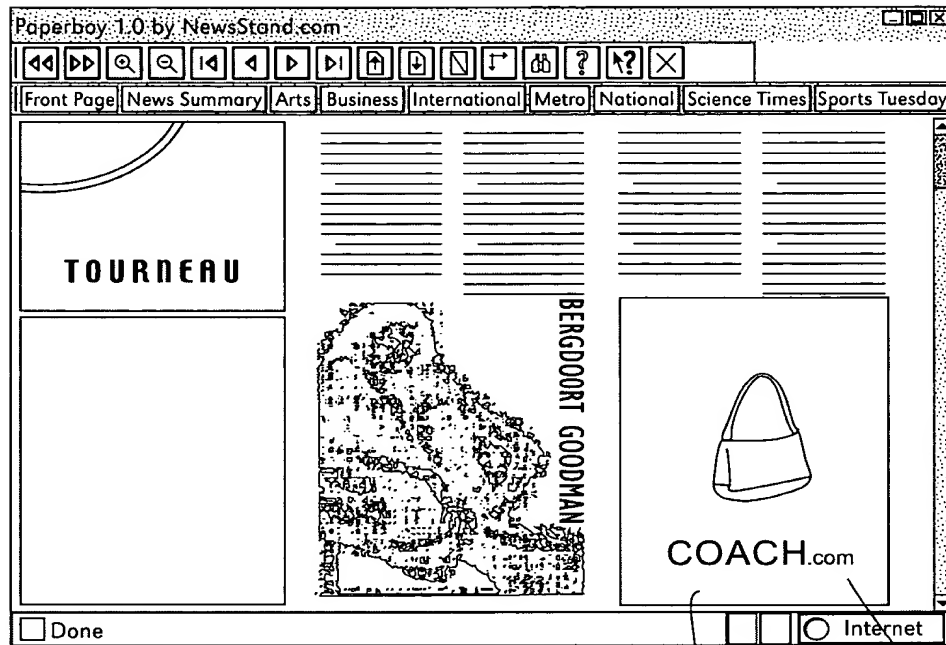 Paperboy 1.0 by NewsStand.com
Front Page News Summary Arts Business International Metro National Science Times Sports Tuesday
TOURNEAU
BERGDOORT GOODMAN
COACH.com
Done
Internet